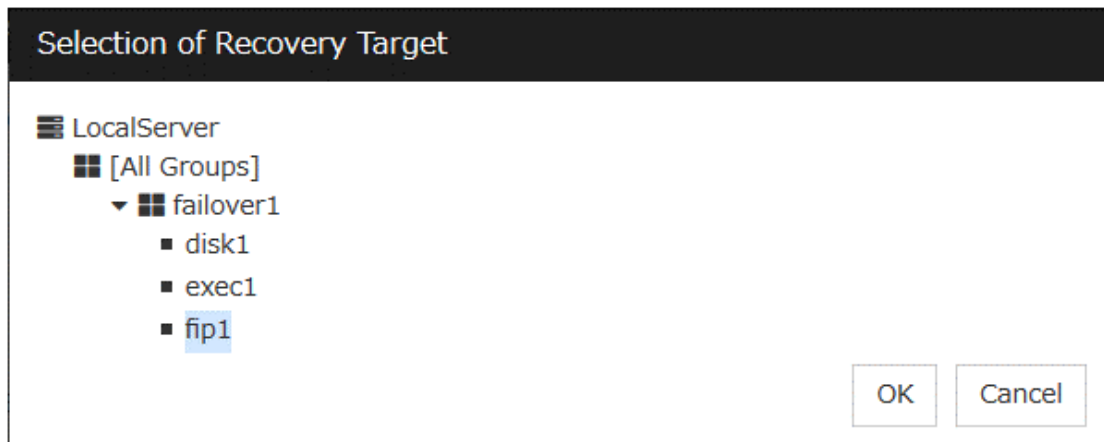 Selection of Recovery Target
LocalServer
[All Groups]
failover1
disk1
exec1
fip1
OK Cancel